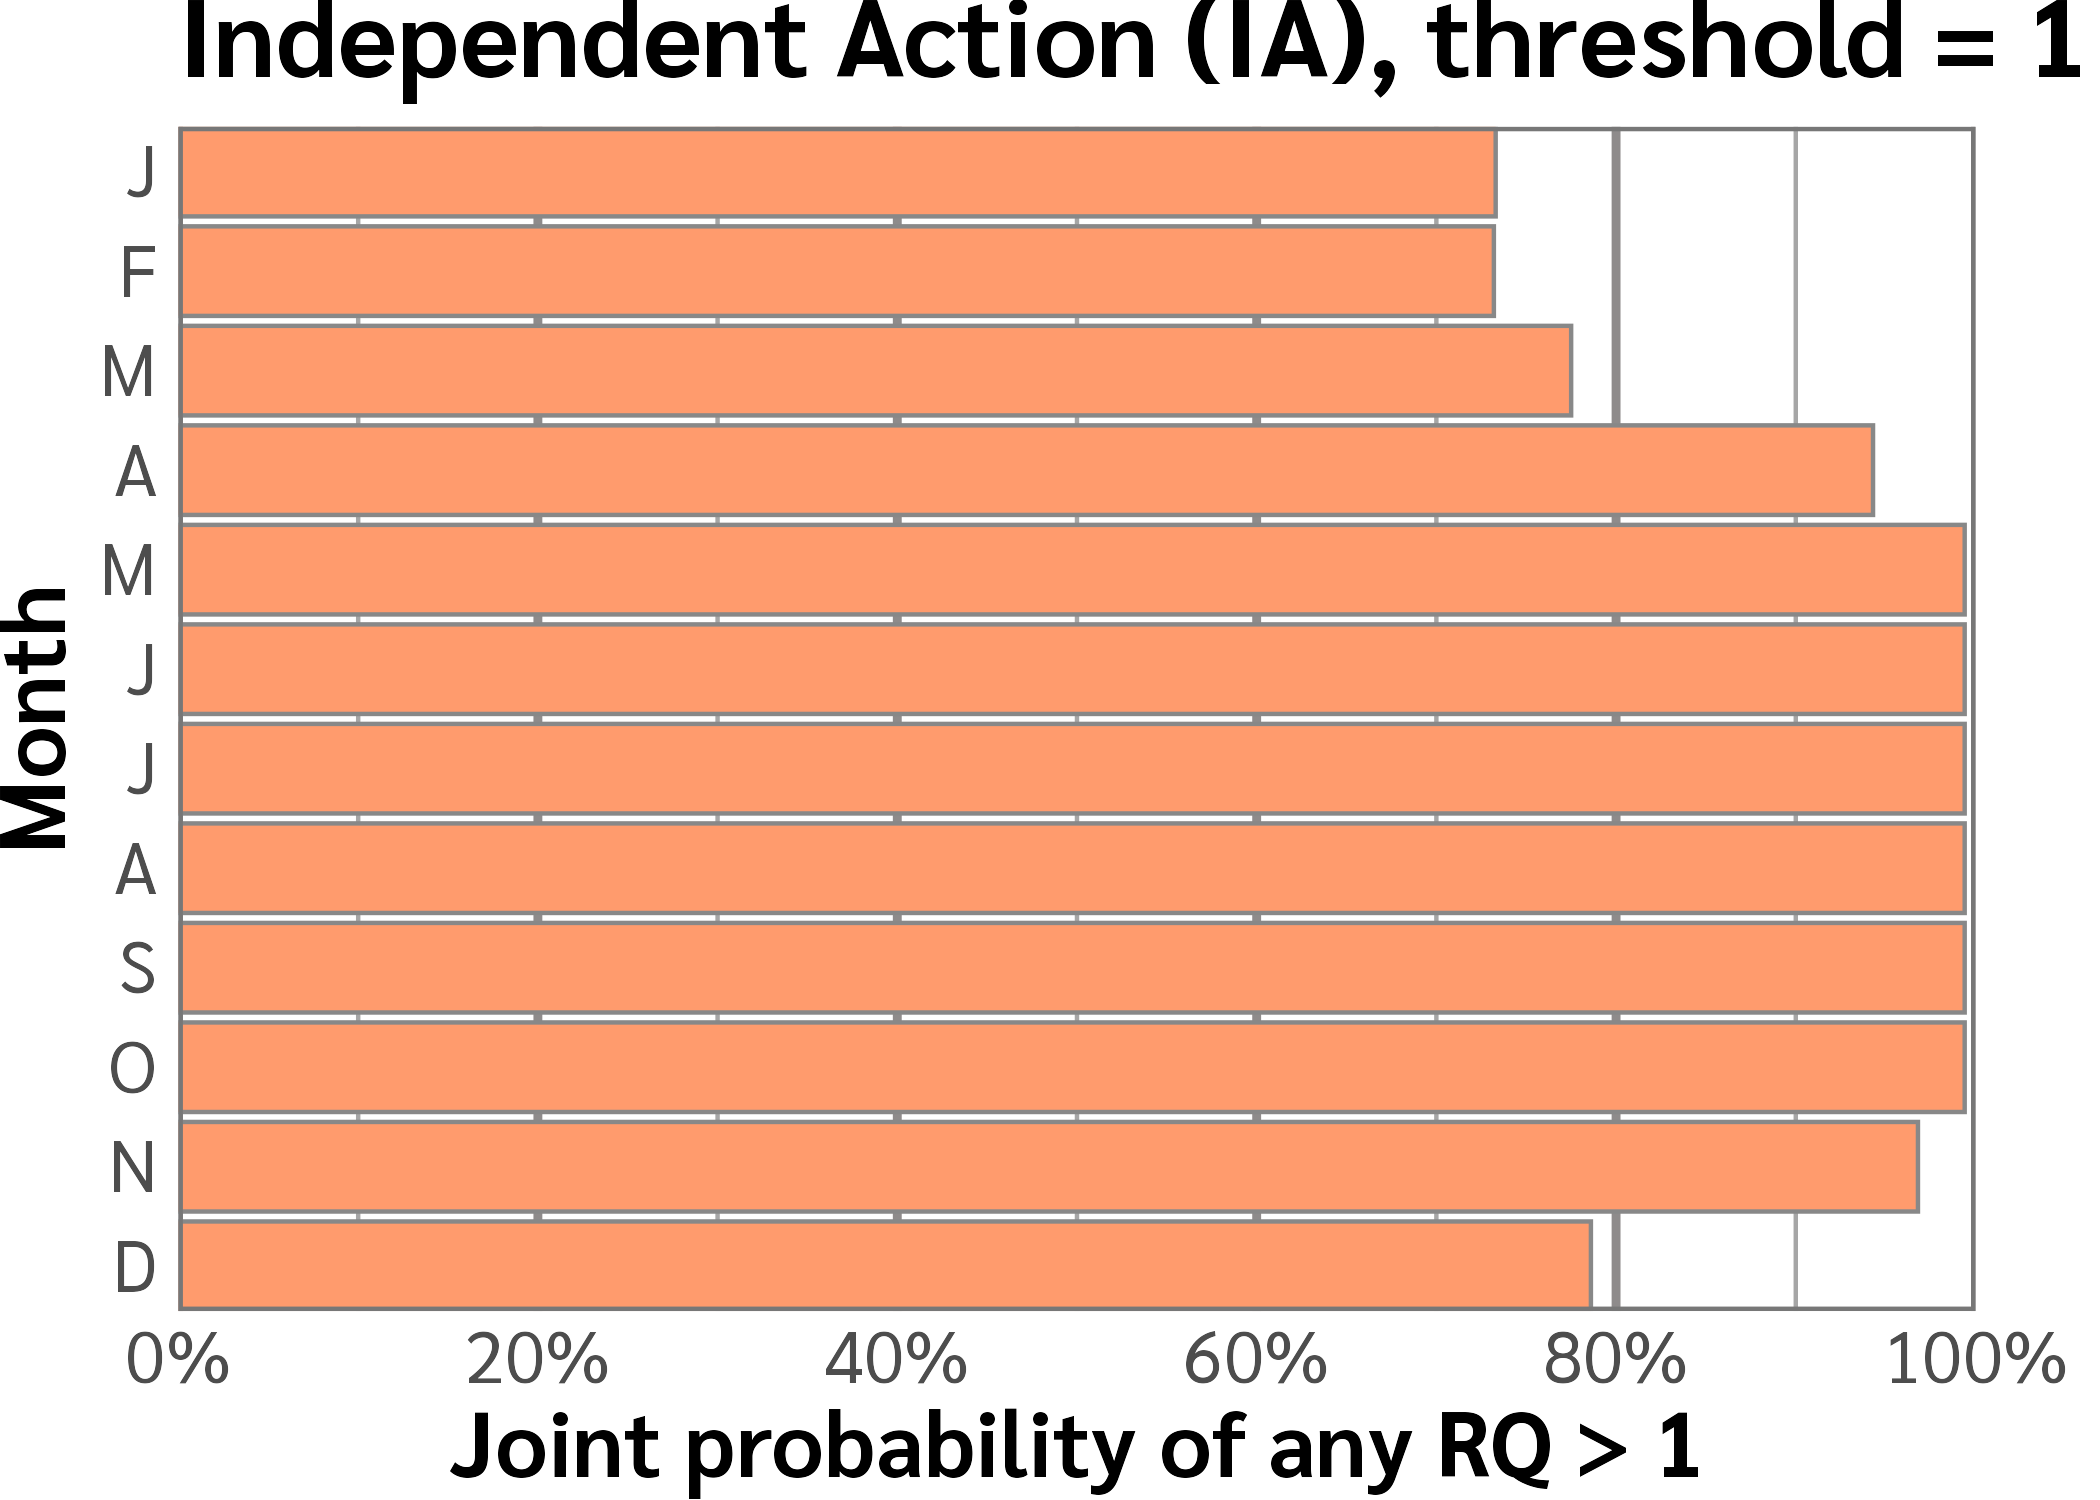 Independent Action (IA), threshold = 1
J
F
M
A
M
J
J
A
S
O
N
D
Month
0% 20% 40% 60% 80% 100%
Joint probability of any RQ > 1